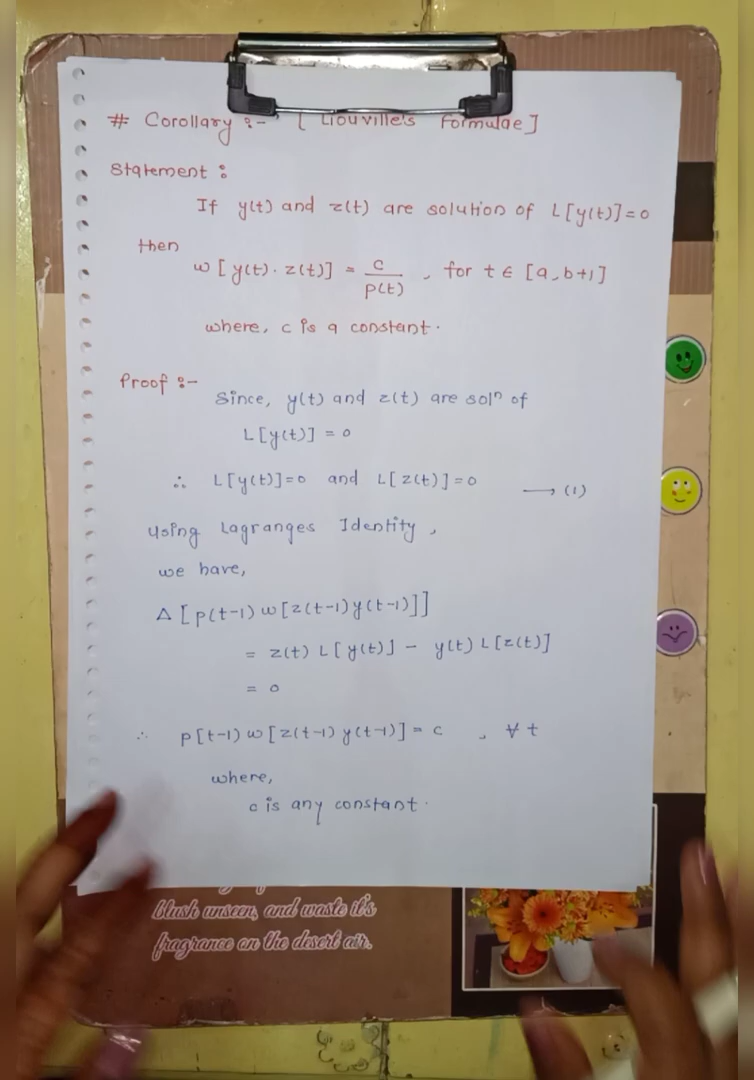 # Corollary :- [ Liouville's Formulae ]
Statement :
If y(t) and z(t) are solution of L[y(t)]=0
then
w[y(t). z(t)] = c/p(t) , for t ∈ [a, b+1]
where, c is a constant.
Proof :-
Since, y(t) and z(t) are solⁿ of
L[y(t)] = 0
∴ L[y(t)]=0 and L[z(t)]=0 ⟶ (1)
using Lagranges Identity,
we have,
Δ[p(t-1) w[z(t-1) y(t-1)]]
= z(t) L[y(t)] - y(t) L[z(t)]
= 0
∴ p[t-1) w[z(t-1) y(t-1)] = c , ∀ t
where,
c is any constant.
blush unseen, and waste it's
fragrance on the desert air.